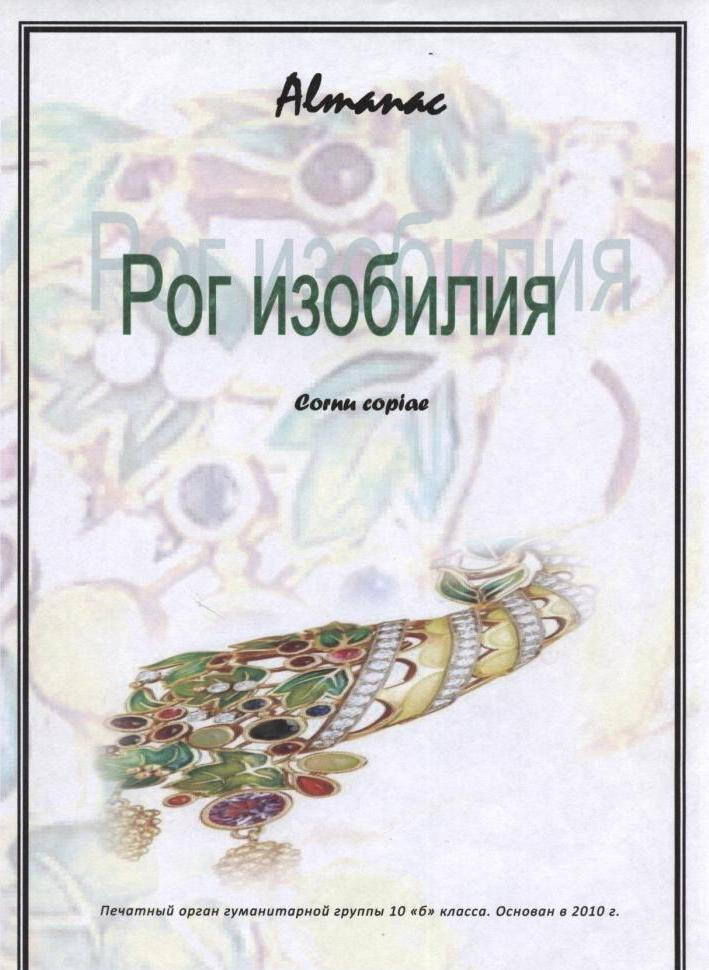 Almanac
Рог изобилия
Cornu copiae
Печатный орган гуманитарной группы 10 «б» класса. Основан в 2010 г.